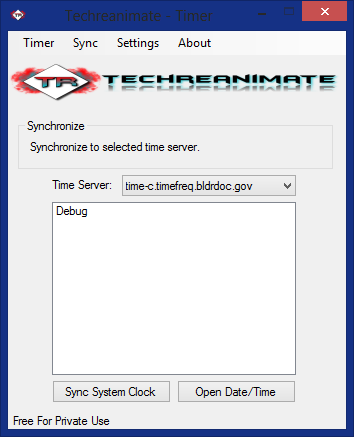 Techreanimate - Timer
Timer Sync Settings About
TR TECHREANIMATE
Synchronize
Synchronize to selected time server.
Time Server: time-c.timefreq.bldrdoc.gov
Debug
Sync System Clock Open Date/Time
Free For Private Use